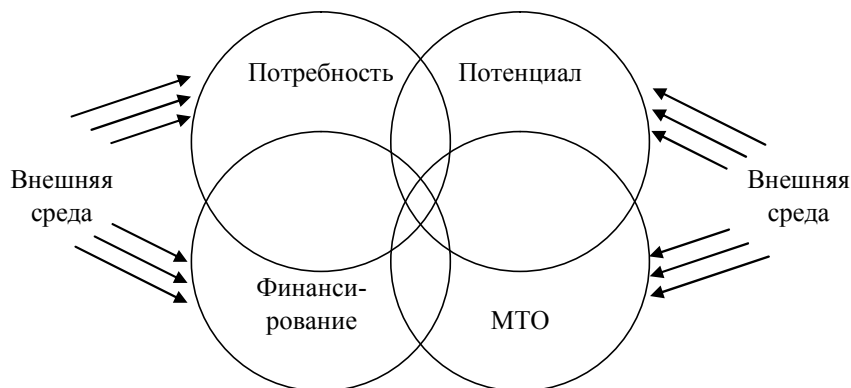 Потребность
Потенциал
Внешняя
среда
Внешняя
среда
Финанси-
рование
МТО